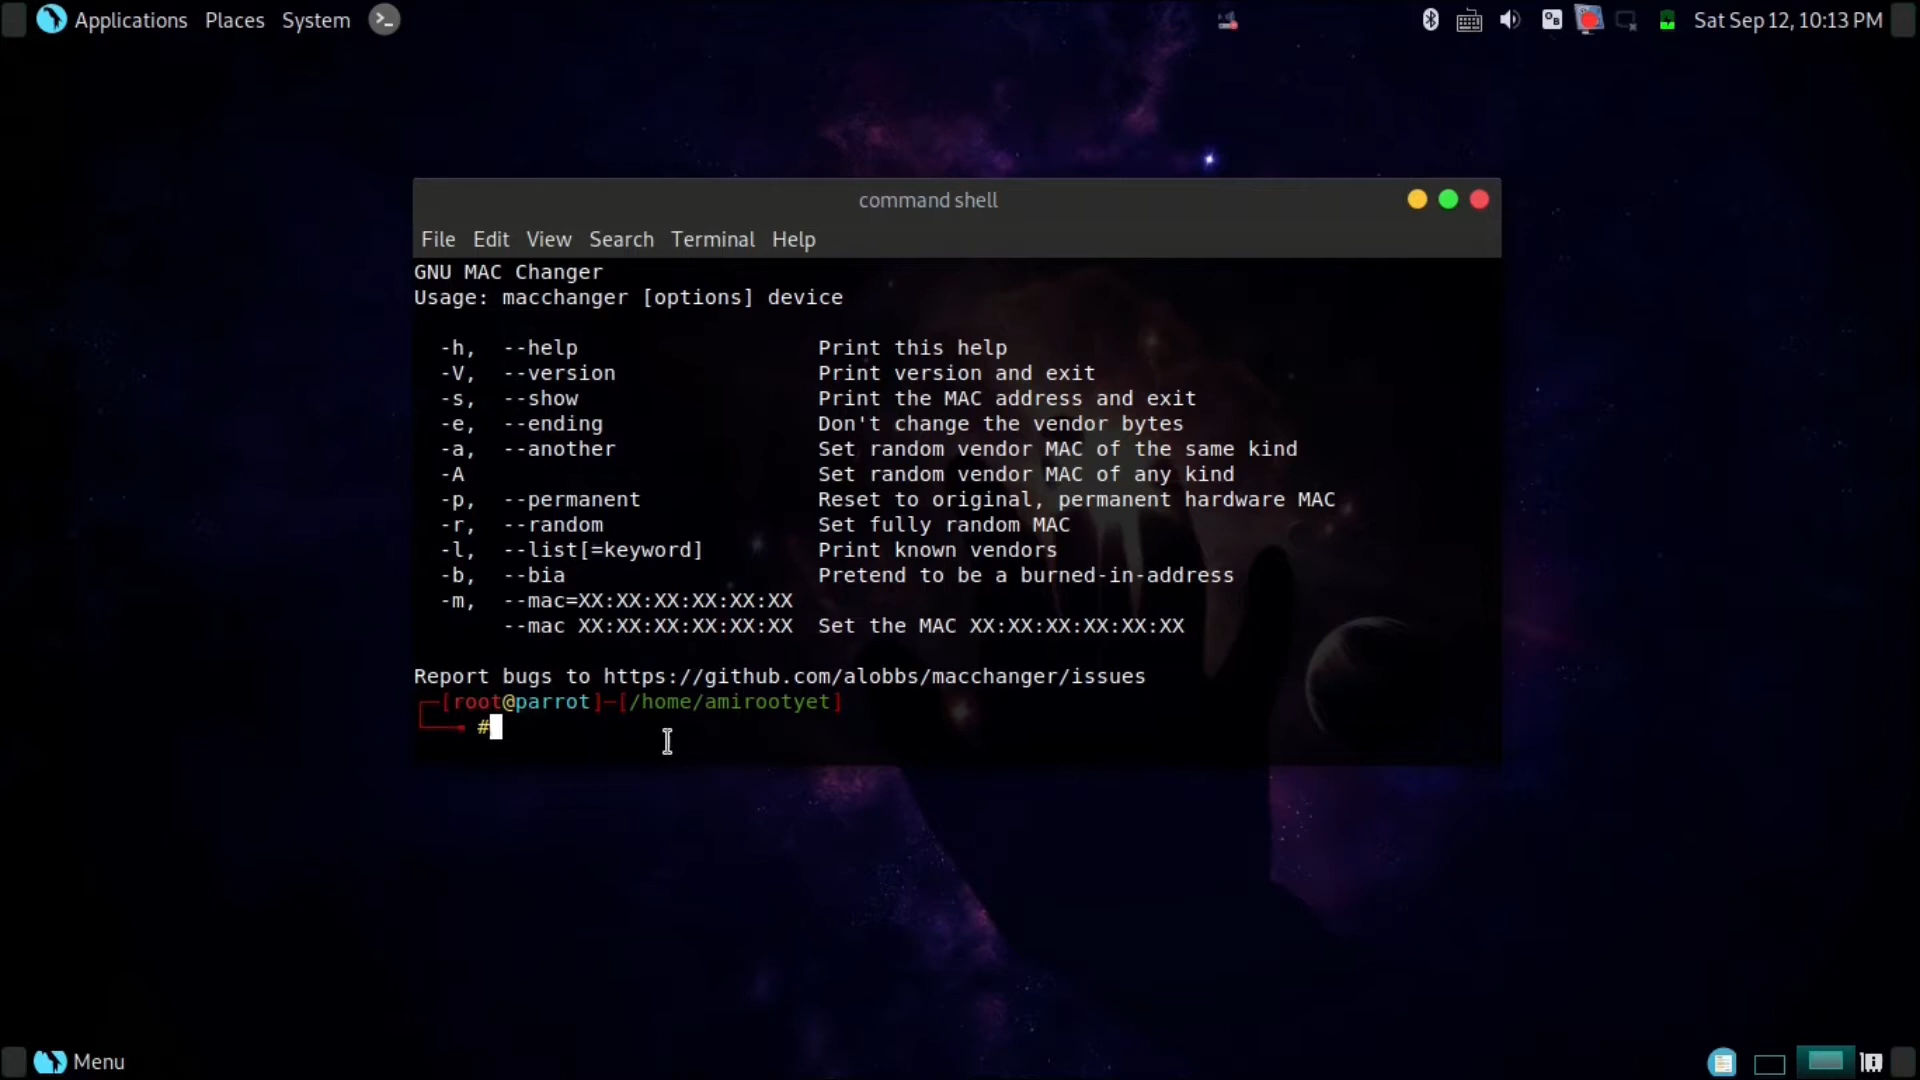 Applications Places System Sat Sep 12, 10:13 PM
command shell
File Edit View Search Terminal Help
GNU MAC Changer
Usage: macchanger [options] device
-h, --help Print this help
-V, --version Print version and exit
-s, --show Print the MAC address and exit
-e, --ending Don't change the vendor bytes
-a, --another Set random vendor MAC of the same kind
-A Set random vendor MAC of any kind
-p, --permanent Reset to original, permanent hardware MAC
-r, --random Set fully random MAC
-l, --list[=keyword] Print known vendors
-b, --bia Pretend to be a burned-in-address
-m, --mac=XX:XX:XX:XX:XX:XX
--mac XX:XX:XX:XX:XX:XX Set the MAC XX:XX:XX:XX:XX:XX
Report bugs to https://github.com/alobbs/macchanger/issues
┌─[root@parrot]─[/home/amirootyet]
└──╼ #
Menu